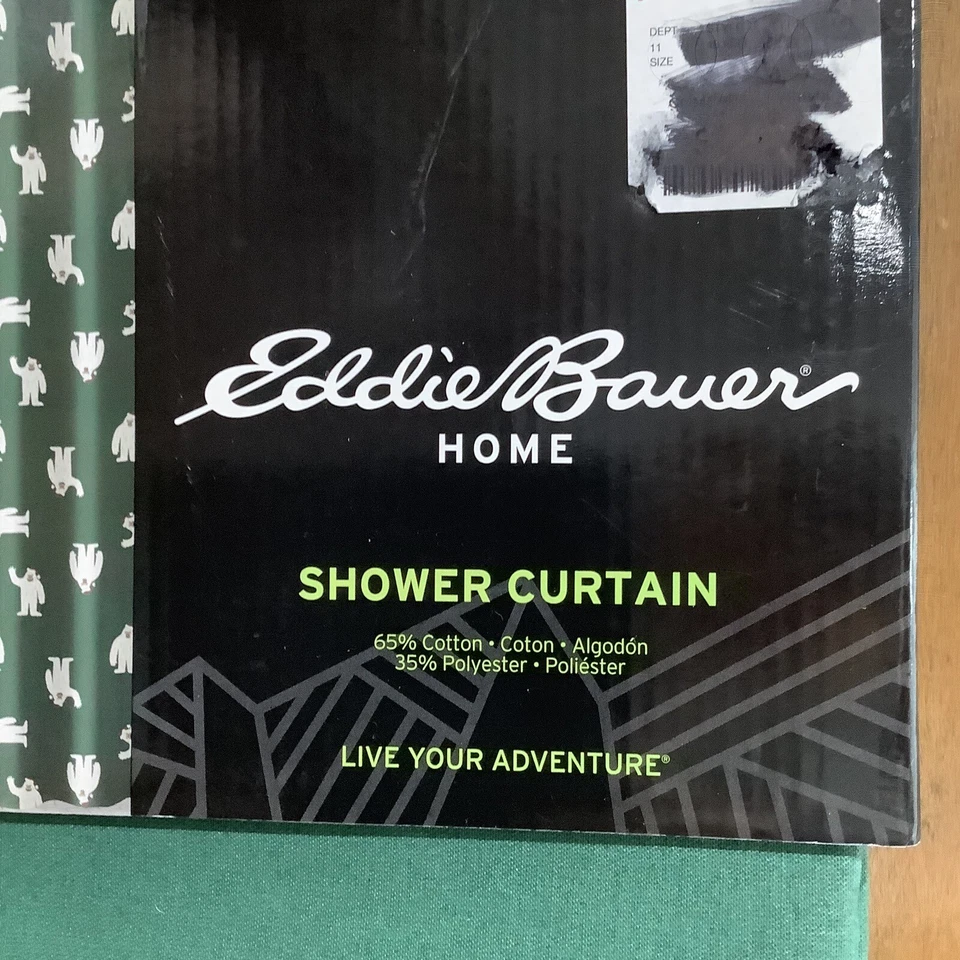 DEPT
11
SIZE
Eddie Bauer®
HOME
SHOWER CURTAIN
65% Cotton • Coton • Algodón
35% Polyester • Poliéster
LIVE YOUR ADVENTURE®